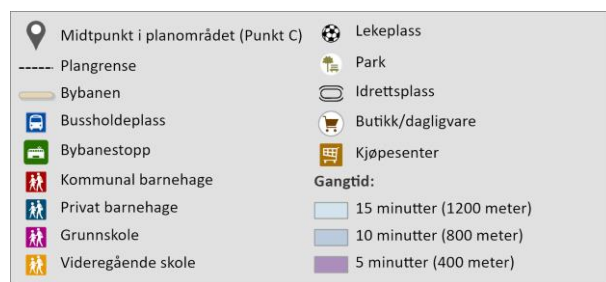 Midtpunkt i planområdet (Punkt C)
Plangrense
Bybanen
Bussholdeplass
Bybanestopp
Kommunal barnehage
Privat barnehage
Grunnskole
Videregående skole
Lekeplass
Park
Idrettsplass
Butikk/dagligvare
Kjøpesenter
Gangtid:
15 minutter (1200 meter)
10 minutter (800 meter)
5 minutter (400 meter)